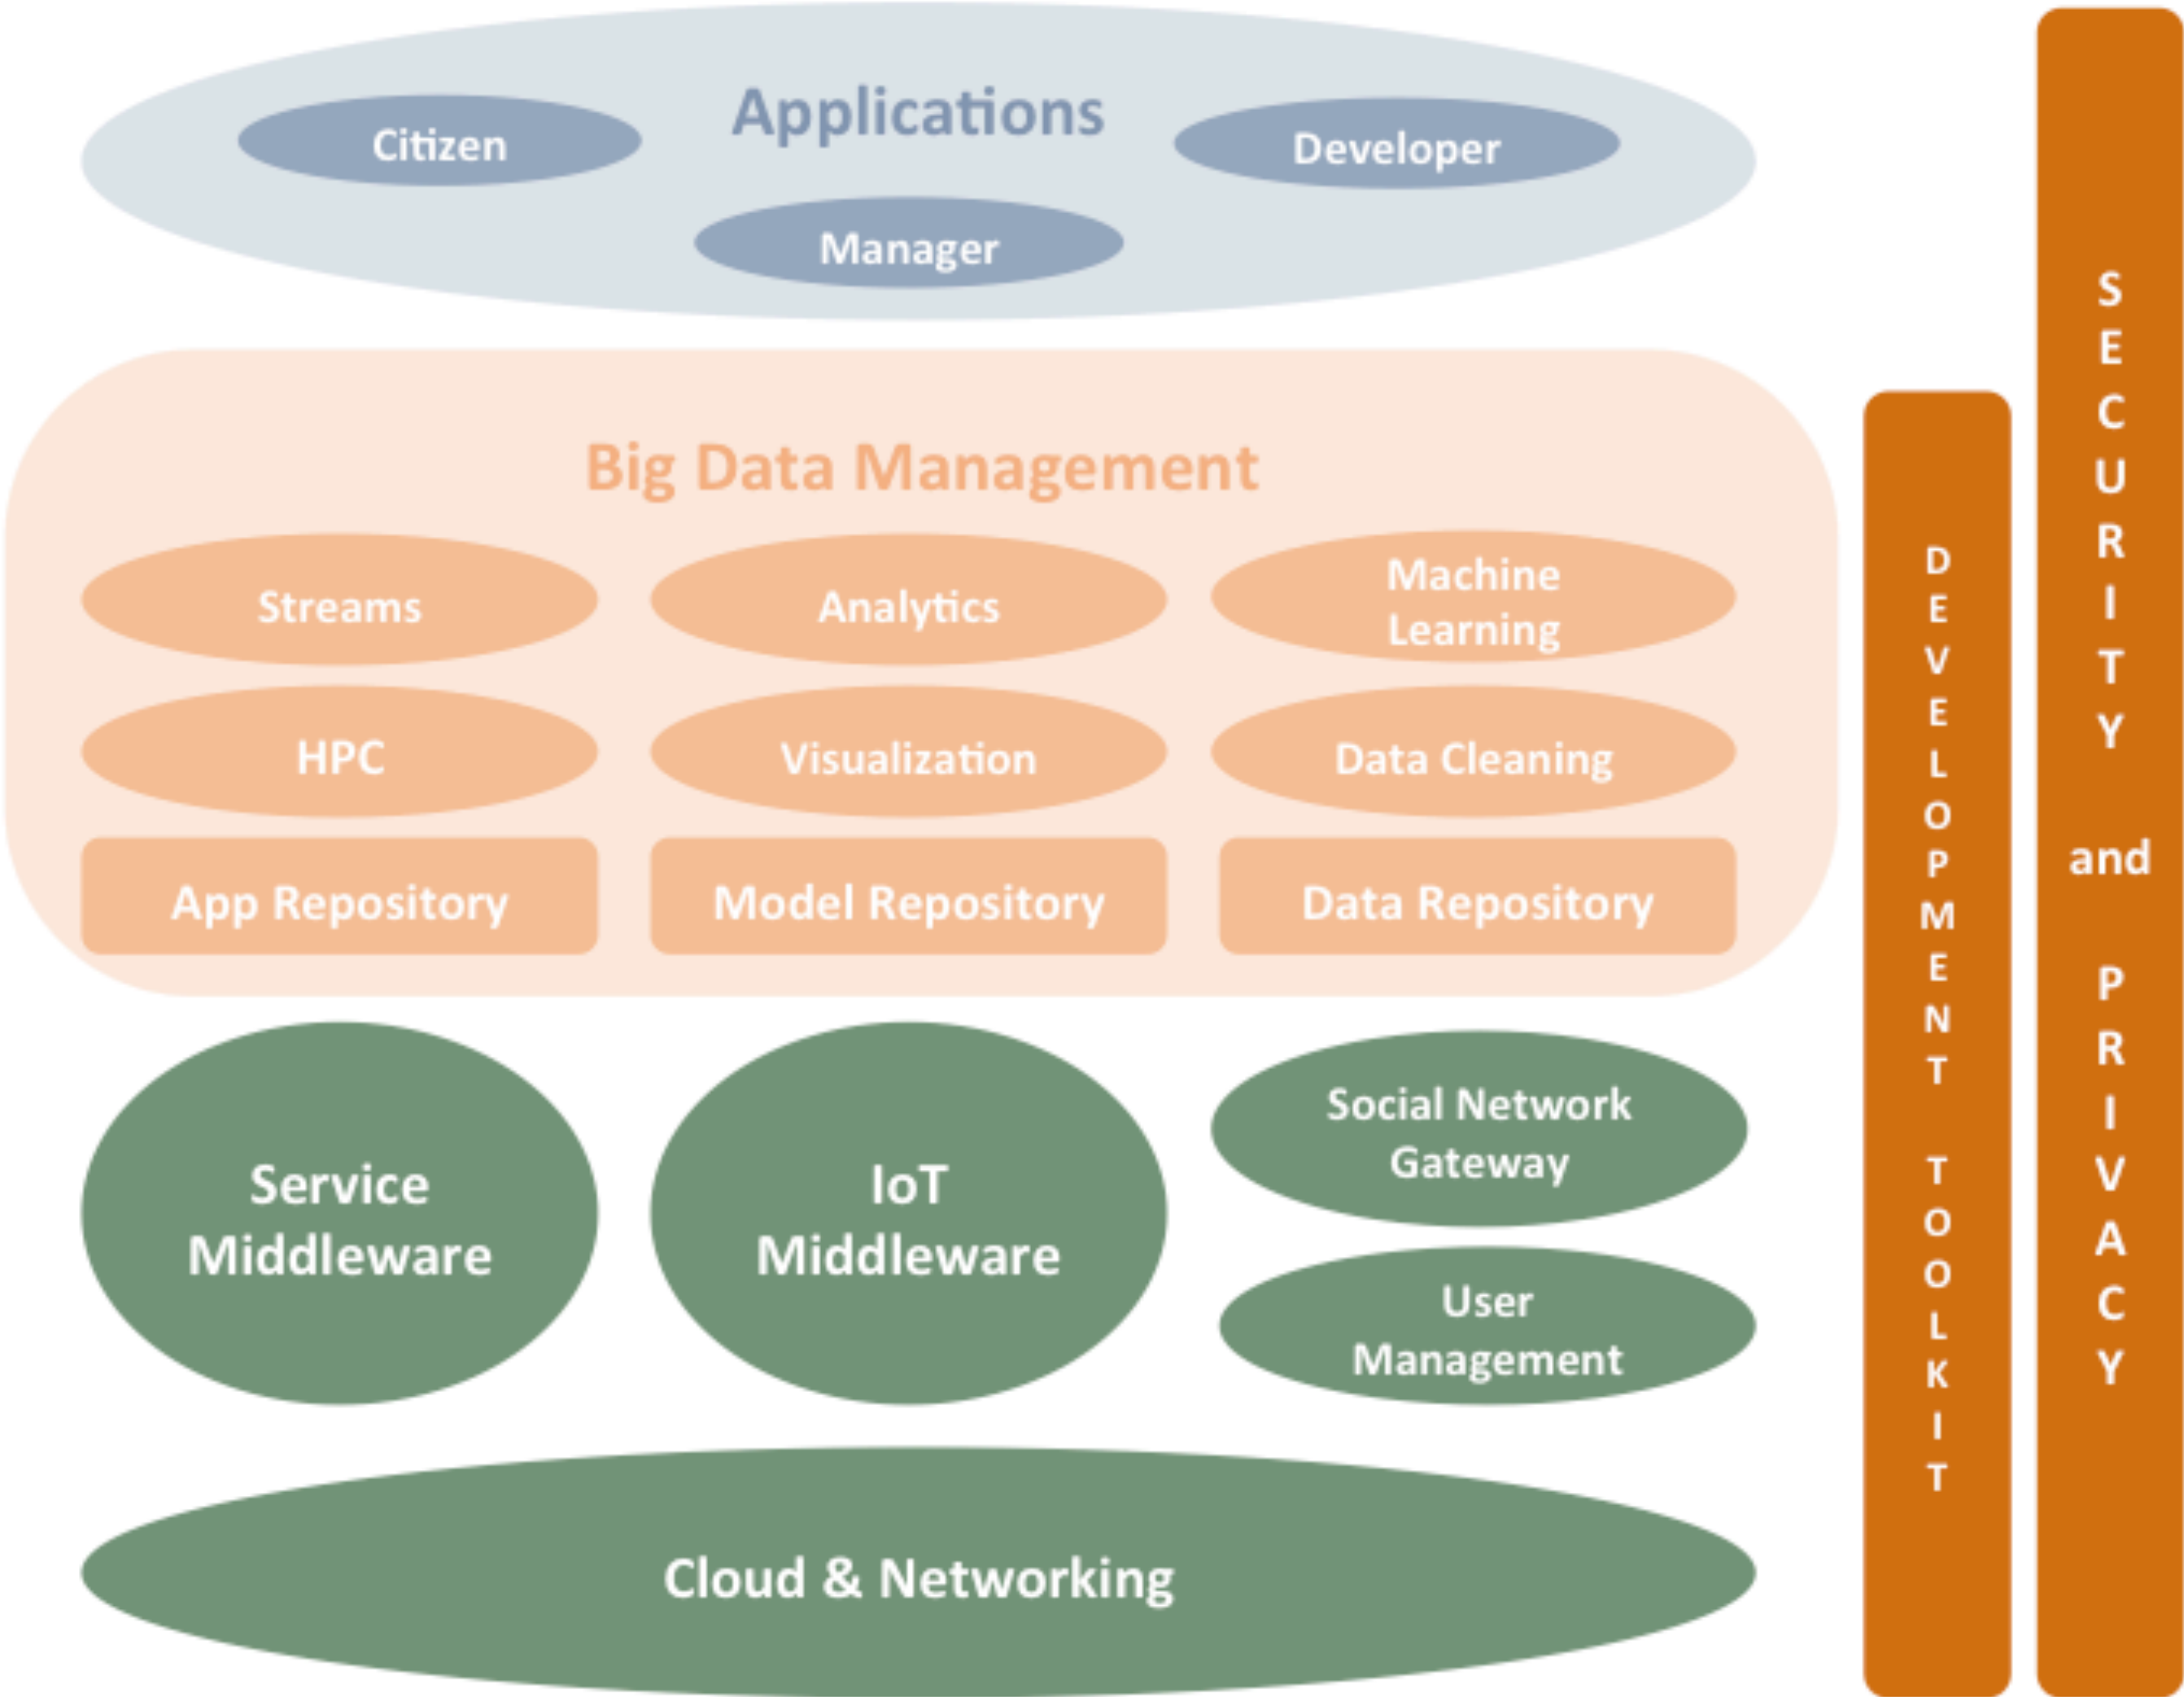 Applications
Citizen
Developer
Manager
Big Data Management
Streams
Analytics
Machine
Learning
HPC
Visualization
Data Cleaning
App Repository
Model Repository
Data Repository
Service
Middleware
IoT
Middleware
Social Network
Gateway
User
Management
Cloud & Networking
DEVELOPMENT TOOLKIT
SECURITY and PRIVACY